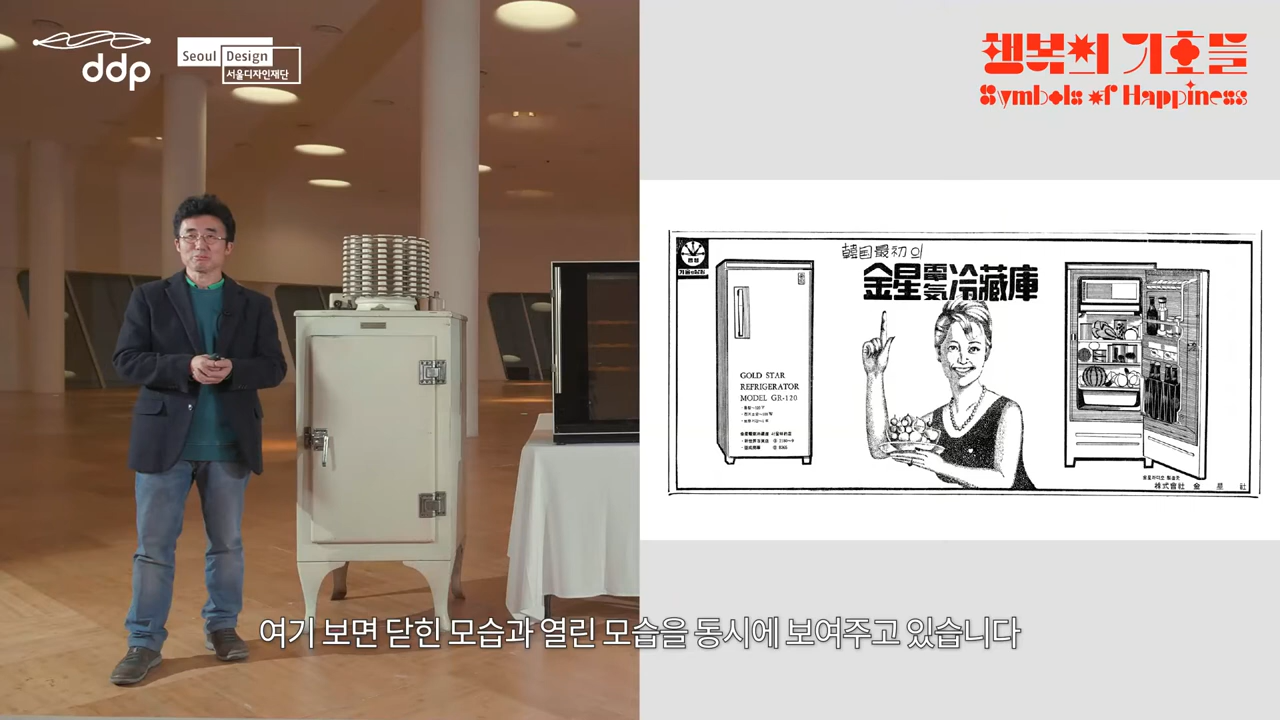 ddp
Seoul Design
서울디자인재단
행복의 기호들
Symbols of Happiness
韓目最初의
金星電氣冷藏庫
GOLD STAR
REFRIGERATOR
MODEL GR-120
株式會社 金星社
여기 보면 닫힌 모습과 열린 모습을 동시에 보여주고 있습니다